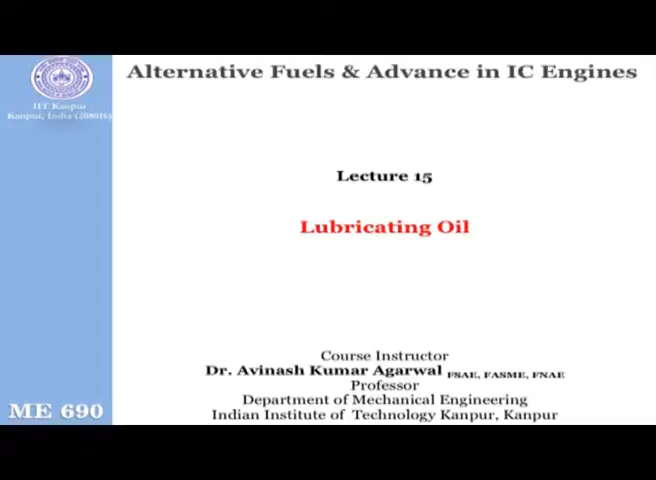 Alternative Fuels & Advance in IC Engines
IIT Kanpur
Kanpur, India (208016)
Lecture 15
Lubricating Oil
Course Instructor
Dr. Avinash Kumar Agarwal FSAE, FASME, FNAE
Professor
Department of Mechanical Engineering
Indian Institute of Technology Kanpur, Kanpur
ME 690